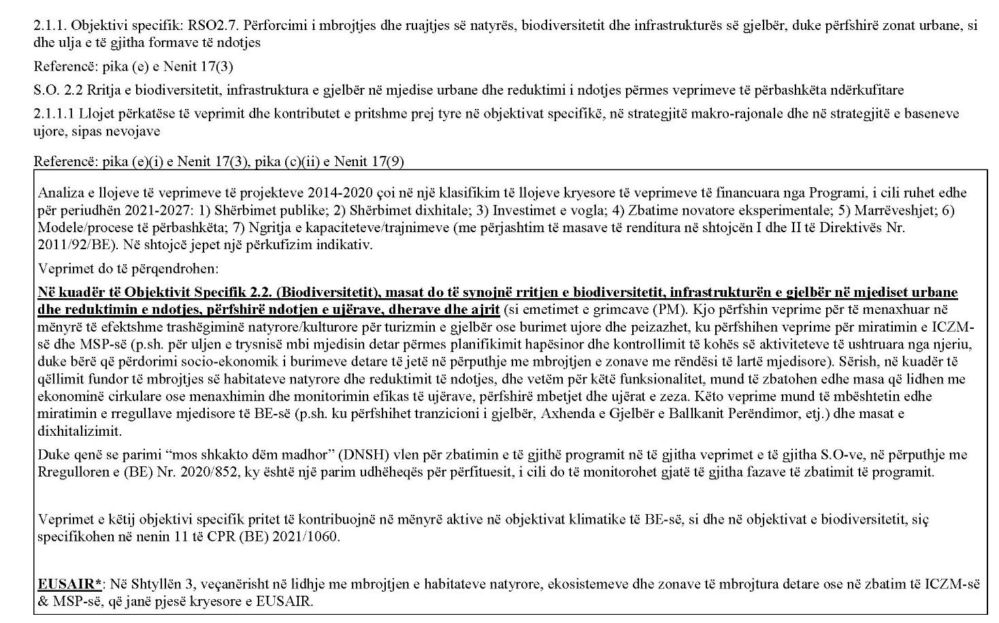 2.1.1. Objektivi specifik: RSO2.7. Përforcimi i mbrojtjes dhe ruajtjes së natyrës, biodiversitetit dhe infrastrukturës së gjelbër, duke përfshirë zonat urbane, si
dhe ulja e të gjitha formave të ndotjes
Referencë: pika (e) e Nenit 17(3)
S.O. 2.2 Rritja e biodiversitetit, infrastruktura e gjelbër në mjedise urbane dhe reduktimi i ndotjes përmes veprimeve të përbashkëta ndërkufitare
2.1.1.1 Llojet përkatëse të veprimit dhe kontributet e pritshme prej tyre në objektivat specifikë, në strategjitë makro-rajonale dhe në strategjitë e baseneve
ujore, sipas nevojave
Referencë: pika (e)(i) e Nenit 17(3), pika (c)(ii) e Nenit 17(9)
Analiza e llojeve të veprimeve të projekteve 2014-2020 çoi në një klasifikim të llojeve kryesore të veprimeve të financuara nga Programi, i cili ruhet edhe
për periudhën 2021-2027: 1) Shërbimet publike; 2) Shërbimet dixhitale; 3) Investimet e vogla; 4) Zbatime novatore eksperimentale; 5) Marrëveshjet; 6)
Modele/procese të përbashkëta; 7) Ngritja e kapaciteteve/trajnimeve (me përjashtim të masave të renditura në shtojcën I dhe II të Direktivës Nr.
2011/92/BE). Në shtojcë jepet një përkufizim indikativ.
Veprimet do të përqendrohen:
Në kuadër të Objektivit Specifik 2.2. (Biodiversitetit), masat do të synojnë rritjen e biodiversitetit, infrastrukturën e gjelbër në mjediset urbane
dhe reduktimin e ndotjes, përfshirë ndotjen e ujërave, dherave dhe ajrit (si emetimet e grimcave (PM). Kjo përfshin veprime për të menaxhuar në
mënyrë të efektshme trashëgiminë natyrore/kulturore për turizmin e gjelbër ose burimet ujore dhe peizazhet, ku përfshihen veprime për miratimin e ICZM-
së dhe MSP-së (p.sh. për uljen e trysnisë mbi mjedisin detar përmes planifikimit hapësinor dhe kontrollimit të kohës së aktiviteteve të ushtruara nga njeriu,
duke bërë që përdorimi socio-ekonomik i burimeve detare të jetë në përputhje me mbrojtjen e zonave me rëndësi të lartë mjedisore). Sërish, në kuadër të
qëllimit fundor të mbrojtjes së habitateve natyrore dhe reduktimit të ndotjes, dhe vetëm për këtë funksionalitet, mund të zbatohen edhe masa që lidhen me
ekonominë cirkulare ose menaxhimin dhe monitorimin efikas të ujërave, përfshirë mbetjet dhe ujërat e zeza. Këto veprime mund të mbështetin edhe
miratimin e rregullave mjedisore të BE-së (p.sh. ku përfshihet tranzicioni i gjelbër, Axhenda e Gjelbër e Ballkanit Perëndimor, etj.) dhe masat e
dixhitalizimit.
Duke qenë se parimi “mos shkakto dëm madhor” (DNSH) vlen për zbatimin e të gjithë programit në të gjitha veprimet e të gjitha S.O-ve, në përputhje me
Rregulloren e (BE) Nr. 2020/852, ky është një parim udhëheqës për përfituesit, i cili do të monitorohet gjatë të gjitha fazave të zbatimit të programit.
Veprimet e këtij objektivi specifik pritet të kontribuojnë në mënyrë aktive në objektivat klimatike të BE-së, si dhe në objektivat e biodiversitetit, siç
specifikohen në nenin 11 të CPR (BE) 2021/1060.
EUSAIR*: Në Shtyllën 3, veçanërisht në lidhje me mbrojtjen e habitateve natyrore, ekosistemeve dhe zonave të mbrojtura detare ose në zbatim të ICZM-së
& MSP-së, që janë pjesë kryesore e EUSAIR.